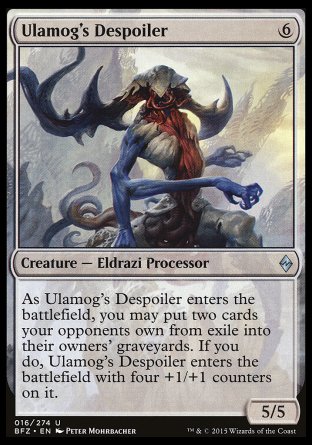 Ulamog's Despoiler 6
Creature — Eldrazi Processor
As Ulamog's Despoiler enters the
battlefield, you may put two cards
your opponents own from exile into
their owners' graveyards. If you
do, Ulamog's Despoiler enters the
battlefield with four +1/+1 counters
on it.
5/5
016/274 U
BFZ • EN Peter Mohrbacher
™ & © 2015 Wizards of the Coast